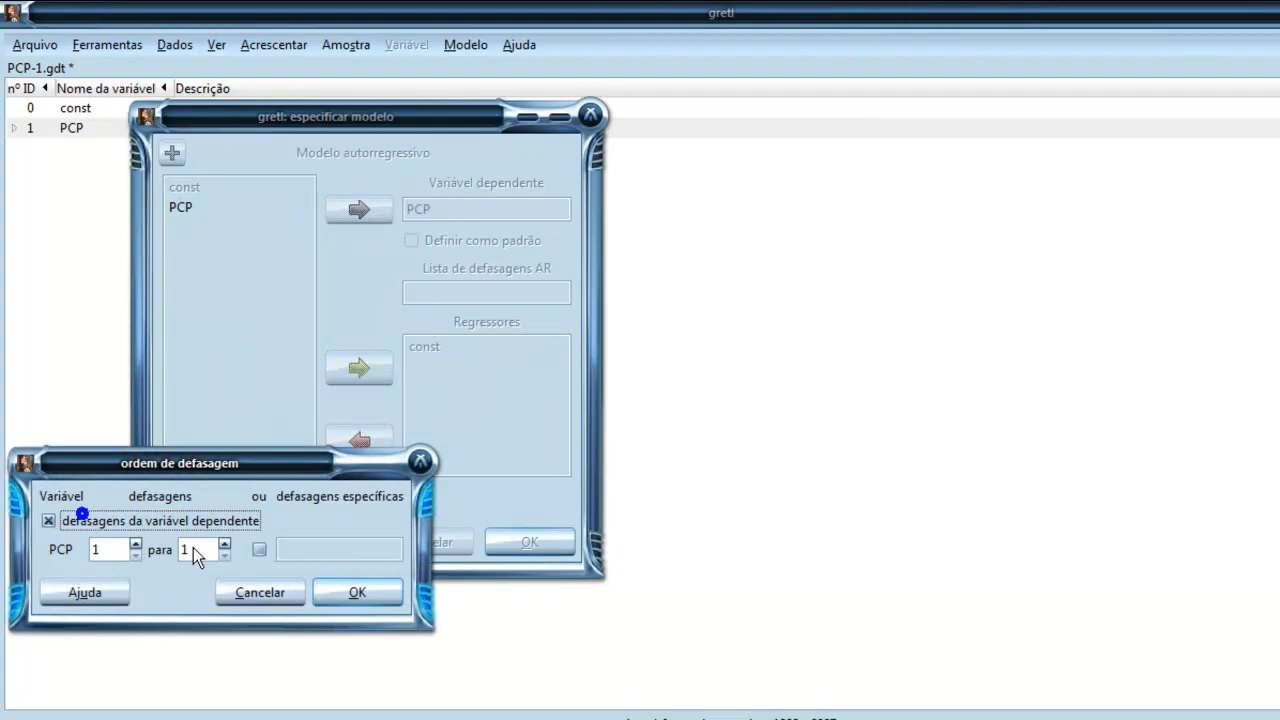 gretl
Arquivo Ferramentas Dados Ver Acrescentar Amostra Variável Modelo Ajuda
PCP-1.gdt *
nº ID Nome da variável Descrição
0 const
1 PCP
gretl: especificar modelo
Modelo autorregressivo
const
PCP
Variável dependente
PCP
Definir como padrão
Lista de defasagens AR
Regressores
const
elar OK
ordem de defasagem
Variável defasagens ou defasagens específicas
defasagens da variável dependente
PCP 1 para 1
Ajuda Cancelar OK